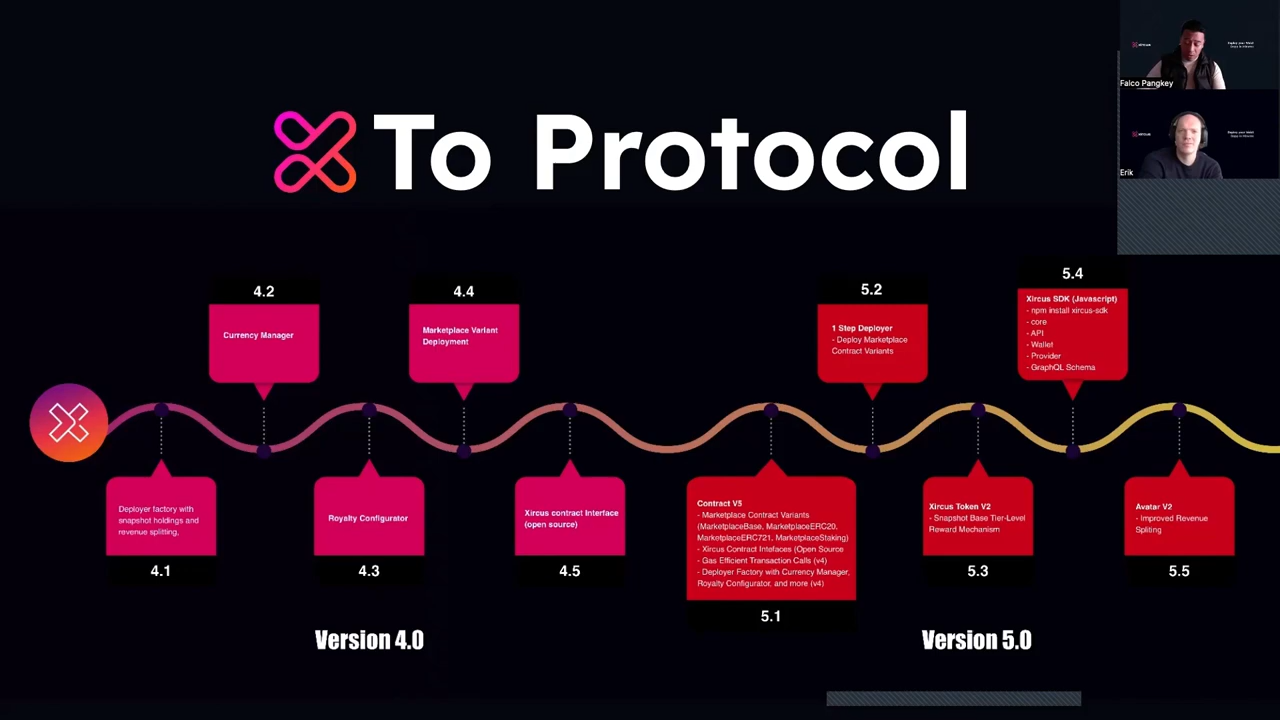 To Protocol
Falco Pangkey
Erik
4.2
Currency Manager
4.4
Marketplace Variant
Deployment
5.2
1 Step Deployer
- Deploy Marketplace
Contract Variants
5.4
Xircus SDK (Javascript)
- npm install xircus-sdk
- core
- API
- Wallet
- Provider
- GraphQL Schema
Deployer factory with
snapshot holdings and
revenue splitting,
4.1
Royalty Configurator
4.3
Xircus contract Interface
(open source)
4.5
Contract V5
- Marketplace Contract Variants
(MarketplaceBase, MarketplaceERC20,
MarketplaceERC721, MarketplaceStaking)
- Xircus Contract Intefaces (Open Source
- Gas Efficient Transaction Calls (v4)
- Deployer Factory with Currency Manager,
Royalty Configurator, and more (v4)
5.1
Xircus Token V2
- Snapshot Base Tier-Level
Reward Mechanism
5.3
Avatar V2
- Improved Revenue
Spliting
5.5
Version 4.0
Version 5.0